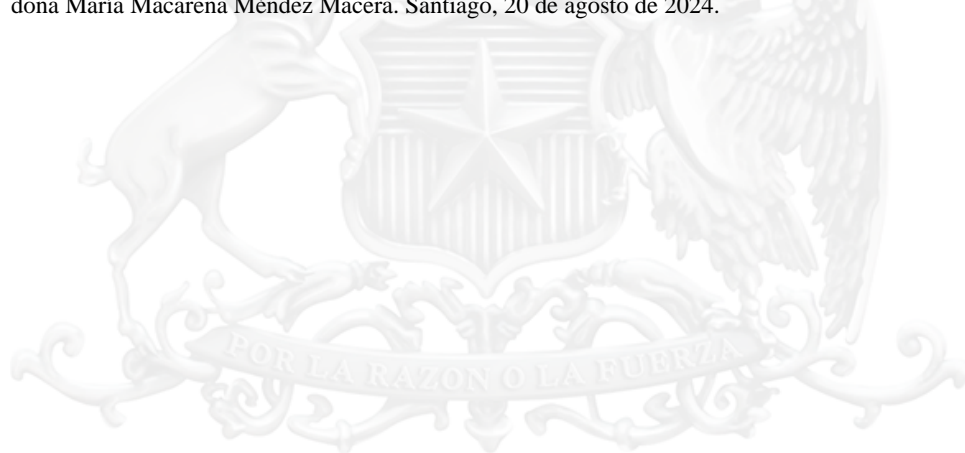 doña María Macarena Méndez Macera. Santiago, 20 de agosto de 2024.
POR LA RAZON O LA FUERZA